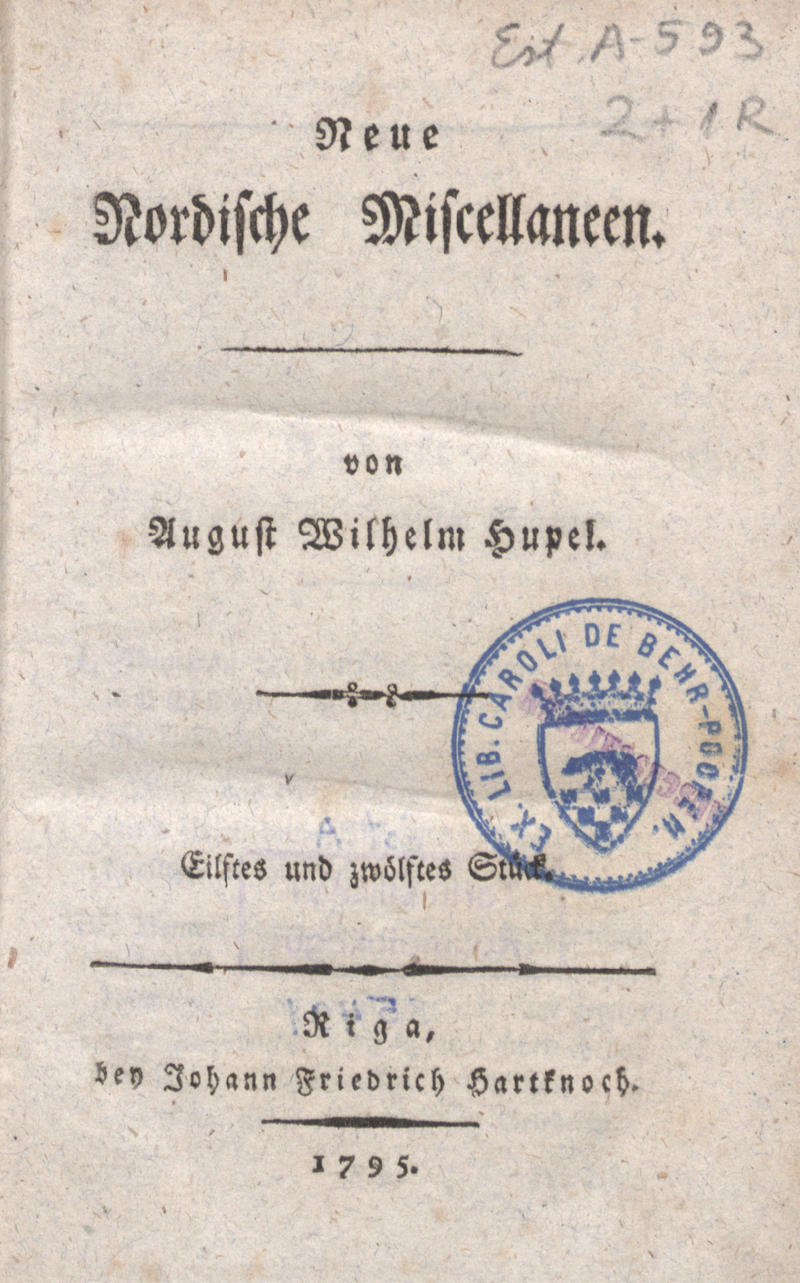 Est. A-593
2+1R
Neue
Nordische Miscellaneen.
von
August Wilhelm Hupel.
EX. LIB. CAROLI DE BEHR-POOPEN.
Eilftes und zwölftes Stück.
Riga,
bey Johann Friedrich Hartknoch.
1795.